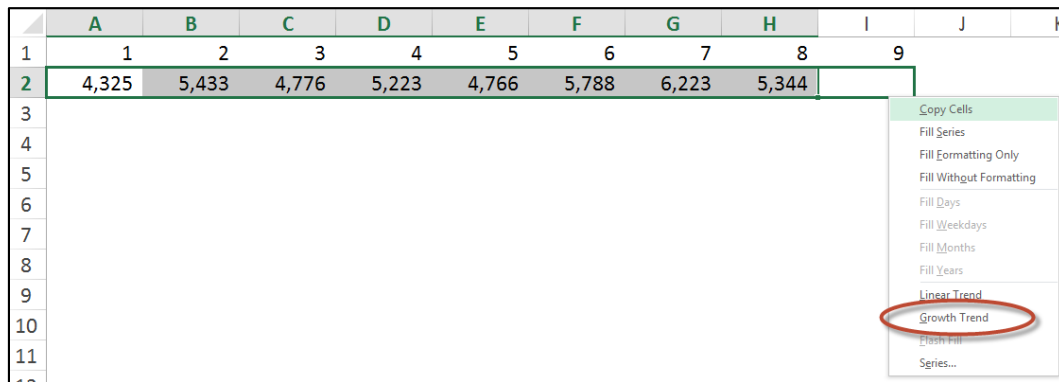 A B C D E F G H I J
1 1 2 3 4 5 6 7 8 9
2 4,325 5,433 4,776 5,223 4,766 5,788 6,223 5,344
3
4
5
6
7
8
9
10
11
Copy Cells
Fill Series
Fill Formatting Only
Fill Without Formatting
Fill Days
Fill Weekdays
Fill Months
Fill Years
Linear Trend
Growth Trend
Flash Fill
Series...